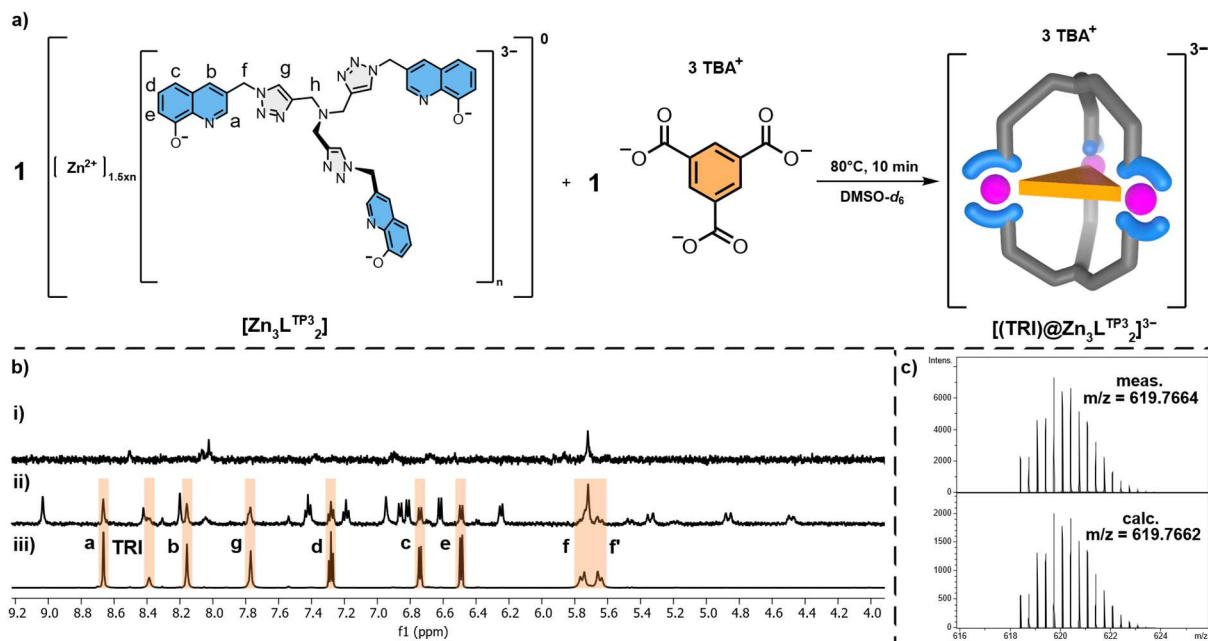 a)
1
[ Zn2+ ]1.5xn
3−
0
n
a
b
c
d
e
f
g
h
N
N
N
N
N
N
N
N
N
N
N
N
N
O−
O−
O−
[Zn3LTP32]
+ 1
3 TBA+
−O
O
O
O−
O−
O
80°C, 10 min
DMSO-d6
3 TBA+
3−
[(TRI)@Zn3LTP32]3−
b)
i)
ii)
iii)
a
TRI
b
g
d
c
e
f
f'
9.2 9.0 8.8 8.6 8.4 8.2 8.0 7.8 7.6 7.4 7.2 7.0 6.8 6.6 6.4 6.2 6.0 5.8 5.6 5.4 5.2 5.0 4.8 4.6 4.4 4.2 4.0
f1 (ppm)
c)
Intens.
6000
4000
2000
0
meas.
m/z = 619.7664
2000
1500
1000
500
0
calc.
m/z = 619.7662
616 618 620 622 624 m/z